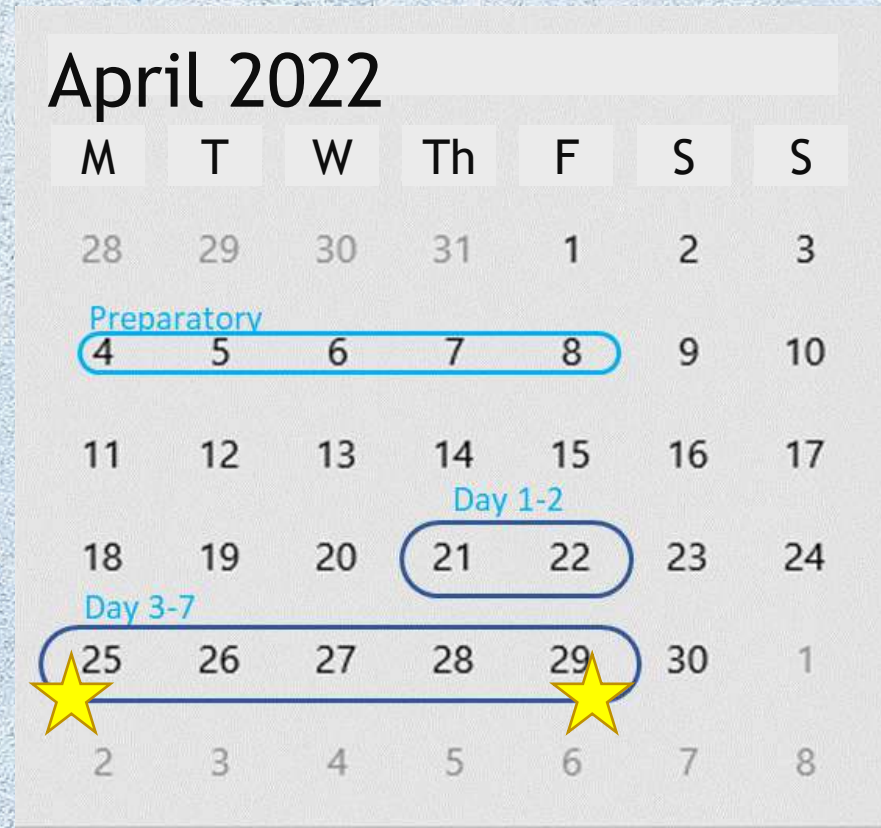 April 2022
M T W Th F S S
28 29 30 31 1 2 3
Preparatory
4 5 6 7 8 9 10
11 12 13 14 15 16 17
Day 1-2
18 19 20 21 22 23 24
Day 3-7
25 26 27 28 29 30 1
2 3 4 5 6 7 8